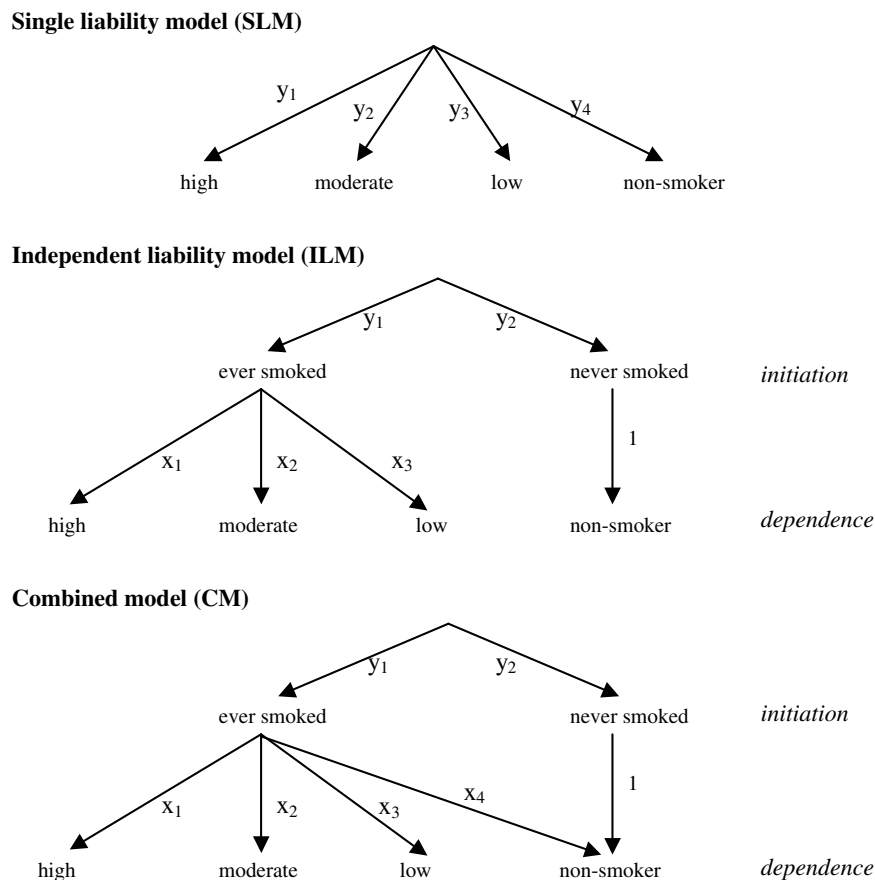 Single liability model (SLM)
y₁ y₂ y₃ y₄
high moderate low non-smoker
Independent liability model (ILM)
y₁ y₂
ever smoked never smoked initiation
x₁ x₂ x₃ 1
high moderate low non-smoker dependence
Combined model (CM)
y₁ y₂
ever smoked never smoked initiation
x₁ x₂ x₃ x₄ 1
high moderate low non-smoker dependence